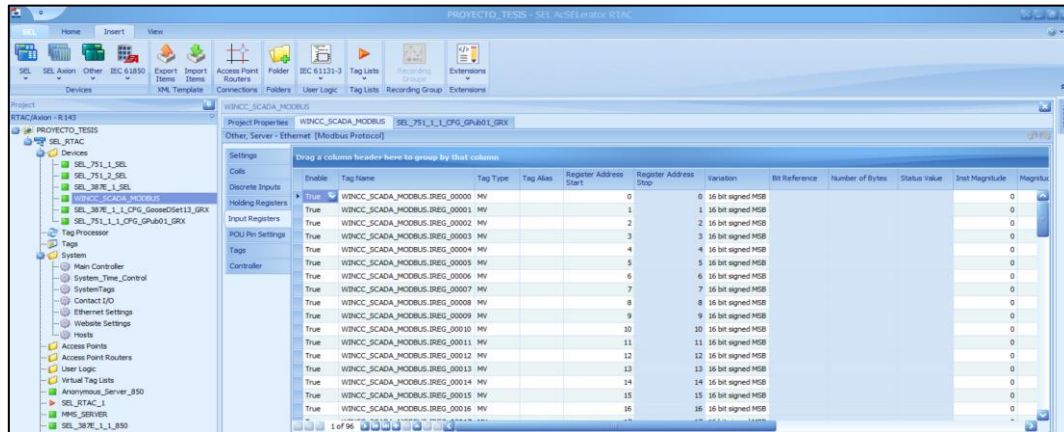 PROYECTO_TESIS - SEL AcSELerator RTAC
SEL Home Insert View
SEL SEL Axion Other IEC 61850 Export Items Import Items Access Point Routers Folder IEC 61131-3 Tag Lists Recording Groups Extensions
Devices XML Template Connections Folders User Logic Tag Lists Recording Group Extensions
Project
RTAC/Axion - R143
PROYECTO_TESIS
SEL_RTAC
Devices
SEL_751_1_SEL
SEL_751_2_SEL
SEL_387E_1_SEL
WINCC_SCADA_MODBUS
SEL_387E_1_1_CFG_GooseDSet13_GRX
SEL_751_1_1_CFG_GPub01_GRX
Tag Processor
Tags
System
Main Controller
System_Time_Control
SystemTags
Contact I/O
Ethernet Settings
Website Settings
Hosts
Access Points
Access Point Routers
User Logic
Virtual Tag Lists
Anonymous_Server_850
SEL_RTAC_1
MMS_SERVER
SEL_387E_1_1_850
WINCC_SCADA_MODBUS
Project Properties WINCC_SCADA_MODBUS SEL_751_1_1_CFG_GPub01_GRX
Other, Server - Ethernet [Modbus Protocol]
Settings
Coils
Discrete Inputs
Holding Registers
Input Registers
POU Pin Settings
Tags
Controller
Drag a column header here to group by that column
Enable Tag Name Tag Type Tag Alias Register Address Start Register Address Stop Variation Bit Reference Number of Bytes Status Value Inst Magnitude Magnituc
True WINCC_SCADA_MODBUS.IREG_00000 MV 0 0 16 bit signed MSB 0
True WINCC_SCADA_MODBUS.IREG_00001 MV 1 1 16 bit signed MSB 0
True WINCC_SCADA_MODBUS.IREG_00002 MV 2 2 16 bit signed MSB 0
True WINCC_SCADA_MODBUS.IREG_00003 MV 3 3 16 bit signed MSB 0
True WINCC_SCADA_MODBUS.IREG_00004 MV 4 4 16 bit signed MSB 0
True WINCC_SCADA_MODBUS.IREG_00005 MV 5 5 16 bit signed MSB 0
True WINCC_SCADA_MODBUS.IREG_00006 MV 6 6 16 bit signed MSB 0
True WINCC_SCADA_MODBUS.IREG_00007 MV 7 7 16 bit signed MSB 0
True WINCC_SCADA_MODBUS.IREG_00008 MV 8 8 16 bit signed MSB 0
True WINCC_SCADA_MODBUS.IREG_00009 MV 9 9 16 bit signed MSB 0
True WINCC_SCADA_MODBUS.IREG_00010 MV 10 10 16 bit signed MSB 0
True WINCC_SCADA_MODBUS.IREG_00011 MV 11 11 16 bit signed MSB 0
True WINCC_SCADA_MODBUS.IREG_00012 MV 12 12 16 bit signed MSB 0
True WINCC_SCADA_MODBUS.IREG_00013 MV 13 13 16 bit signed MSB 0
True WINCC_SCADA_MODBUS.IREG_00014 MV 14 14 16 bit signed MSB 0
True WINCC_SCADA_MODBUS.IREG_00015 MV 15 15 16 bit signed MSB 0
True WINCC_SCADA_MODBUS.IREG_00016 MV 16 16 16 bit signed MSB 0
1 of 96